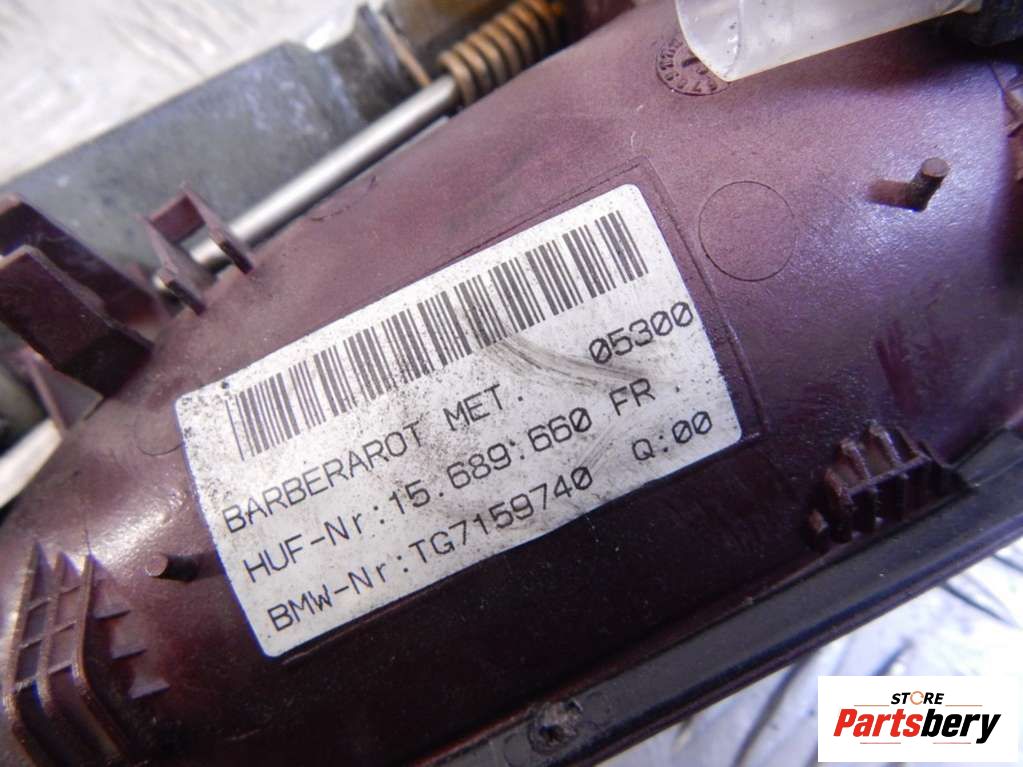 BARBERAROT MET. 05300
HUF-Nr:15.689.660 FR.
BMW-Nr:TG7159740 Q:00
STORE
Partsbery